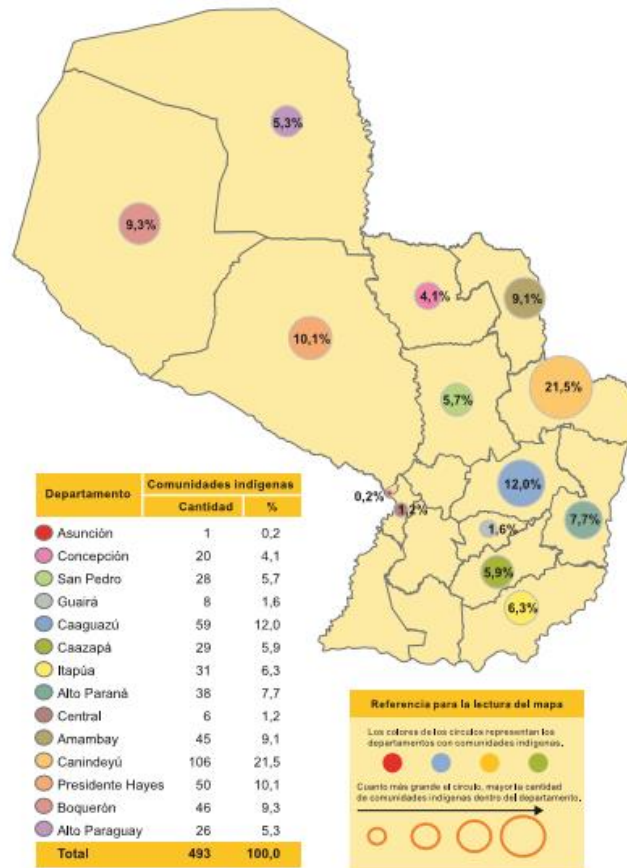 5,3%
9,3%
4,1%
9,1%
10,1%
21,5%
5,7%
12,0%
0,2%
1,2%
7,7%
1,6%
5,9%
6,3%
Departamento Comunidades indígenas
Cantidad %
Asunción 1 0,2
Concepción 20 4,1
San Pedro 28 5,7
Guairá 8 1,6
Caaguazú 59 12,0
Caazapá 29 5,9
Itapúa 31 6,3
Alto Paraná 38 7,7
Central 6 1,2
Amambay 45 9,1
Canindeyú 106 21,5
Presidente Hayes 50 10,1
Boquerón 46 9,3
Alto Paraguay 26 5,3
Total 493 100,0
Referencia para la lectura del mapa
Los colores de los círculos representan los
departamentos con comunidades indígenas.
Cuanto más grande el círculo, mayor la cantidad
de comunidades indígenas dentro del departamento.